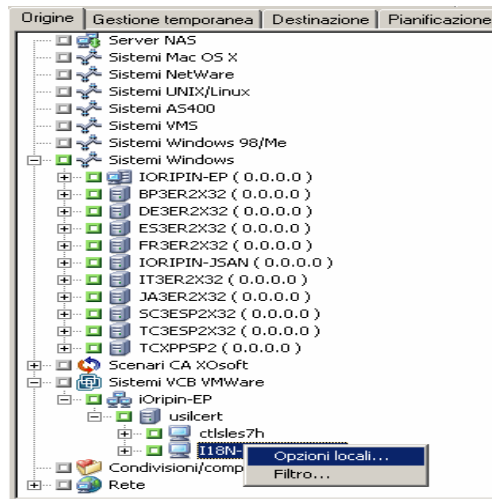 Origine Gestione temporanea Destinazione Pianificazione
Server NAS
Sistemi Mac OS X
Sistemi NetWare
Sistemi UNIX/Linux
Sistemi AS400
Sistemi VMS
Sistemi Windows 98/Me
Sistemi Windows
IORIPIN-EP ( 0.0.0.0 )
BP3ER2X32 ( 0.0.0.0 )
DE3ER2X32 ( 0.0.0.0 )
ES3ER2X32 ( 0.0.0.0 )
FR3ER2X32 ( 0.0.0.0 )
IORIPIN-JSAN ( 0.0.0.0 )
IT3ER2X32 ( 0.0.0.0 )
JA3ER2X32 ( 0.0.0.0 )
SC3ESP2X32 ( 0.0.0.0 )
TC3ESP2X32 ( 0.0.0.0 )
TCXPPSP2 ( 0.0.0.0 )
Scenari CA XOsoft
Sistemi VCB VMWare
iOripin-EP
usilcert
ctlsles7h
I18N-
Opzioni locali...
Condivisioni/comp
Filtro...
Rete